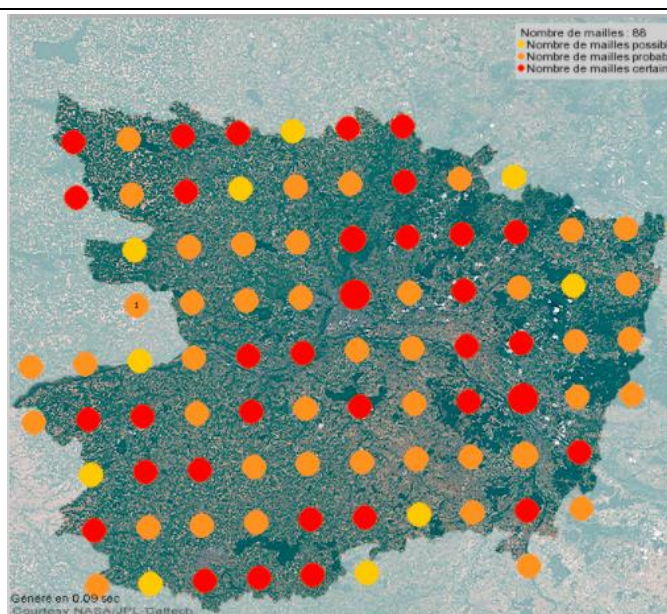 Nombre de mailles : 88
Nombre de mailles possibl
Nombre de mailles probab
Nombre de mailles certain
1
Généré en 0.09 sec
Courtesy NASA/JPL-Caltech